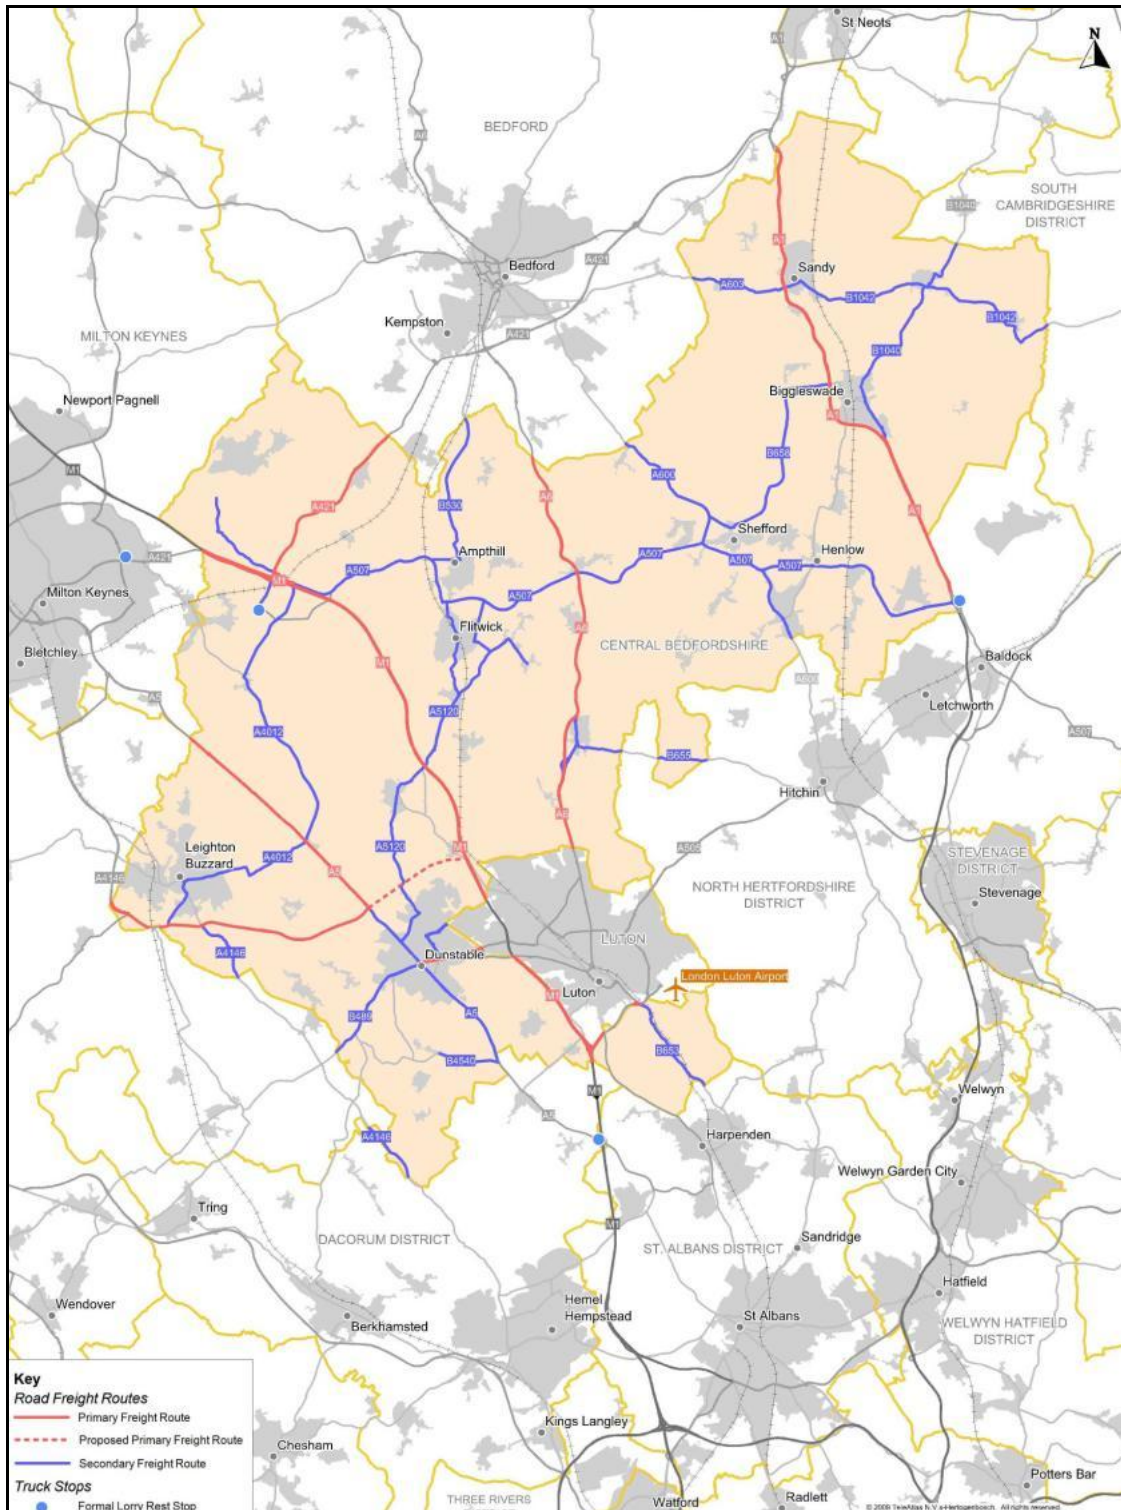 St Neots
N
A1
A6
BEDFORD
SOUTH
CAMBRIDGESHIRE
DISTRICT
B1040
A1
A421
Bedford
Sandy
A603
B1042
B1042
Kempston
A421
MILTON KEYNES
B1040
Biggleswade
A1
Newport Pagnell
M1
A600
B658
A6
A421
B530
A1
Shefford
Ampthill
A507
A507
Henlow
A507
A421
A507
M1
A507
Milton Keynes
Flitwick
A6
CENTRAL BEDFORDSHIRE
Bletchley
M1
Baldock
A5
A600
Letchworth
A5120
A4012
A507
B655
Hitchin
A6
Leighton
Buzzard
A5120
M1
A505
A4012
A5
A4146
STEVENAGE
DISTRICT
NORTH HERTFORDSHIRE
DISTRICT
Stevenage
LUTON
A4146
Dunstable
London Luton Airport
Luton
M1
A5
B489
B653
B4540
M1
Welwyn
A5
A4146
Harpenden
Welwyn Garden City
Tring
M1
DACORUM DISTRICT
ST. ALBANS DISTRICT
Sandridge
Hatfield
Wendover
Hemel
Hempstead
St Albans
Berkhamsted
WELWYN HATFIELD
DISTRICT
Key
Road Freight Routes
Primary Freight Route
Proposed Primary Freight Route
Secondary Freight Route
Truck Stops
Formal Lorry Rest Stop
Kings Langley
Chesham
Potters Bar
THREE RIVERS
Watford
Radlett